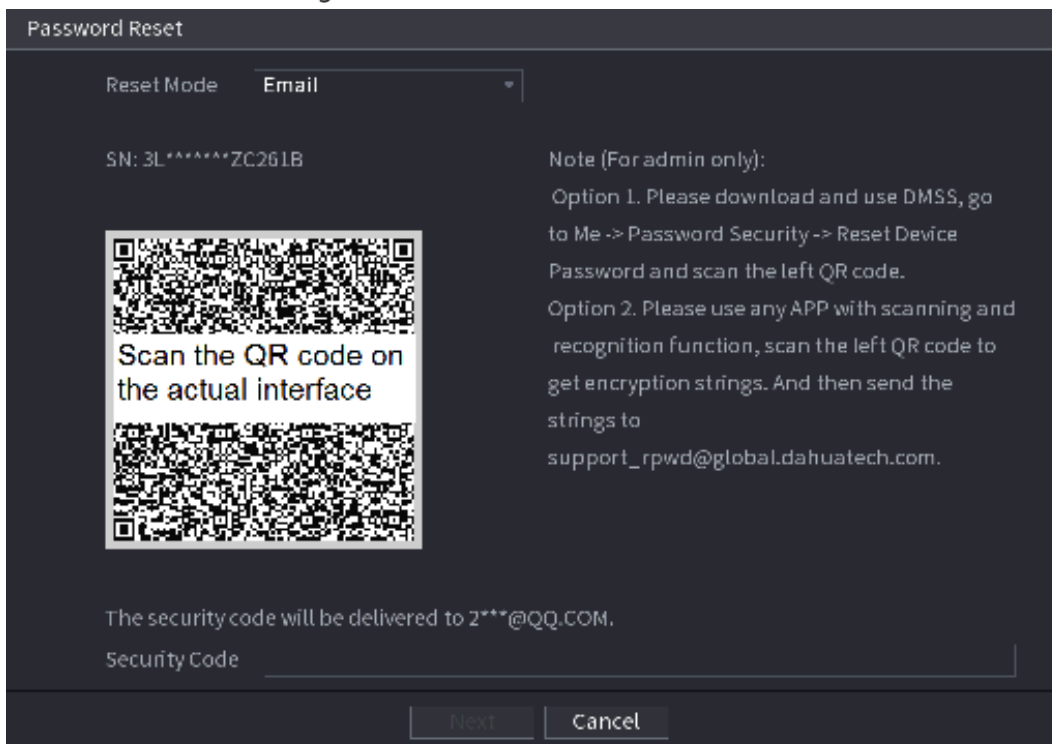 Password Reset
Reset Mode Email
SN: 3L*******ZC261B
Note (For admin only):
Option 1. Please download and use DMSS, go
to Me -> Password Security -> Reset Device
Password and scan the left QR code.
Option 2. Please use any APP with scanning and
recognition function, scan the left QR code to
get encryption strings. And then send the
strings to
support_rpwd@global.dahuatech.com.
Scan the QR code on
the actual interface
The security code will be delivered to 2***@QQ.COM.
Security Code
Next Cancel